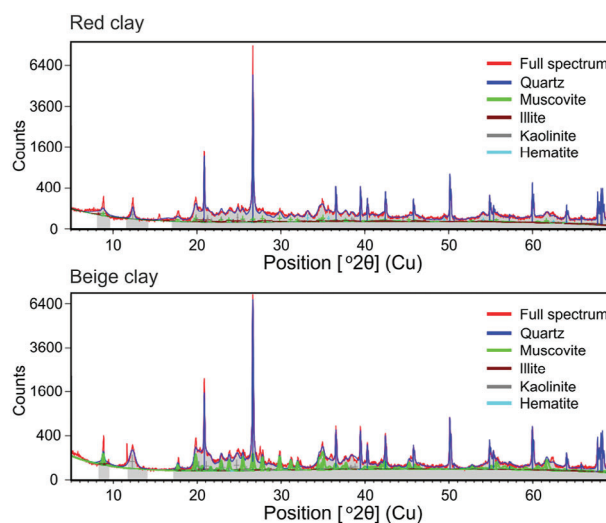 Red clay
6400
3600
1600
400
0
Counts
Full spectrum
Quartz
Muscovite
Illite
Kaolinite
Hematite
10 20 30 40 50 60
Position [ °2θ] (Cu)
Beige clay
6400
3600
1600
400
0
Counts
Full spectrum
Quartz
Muscovite
Illite
Kaolinite
Hematite
10 20 30 40 50 60
Position [ °2θ] (Cu)